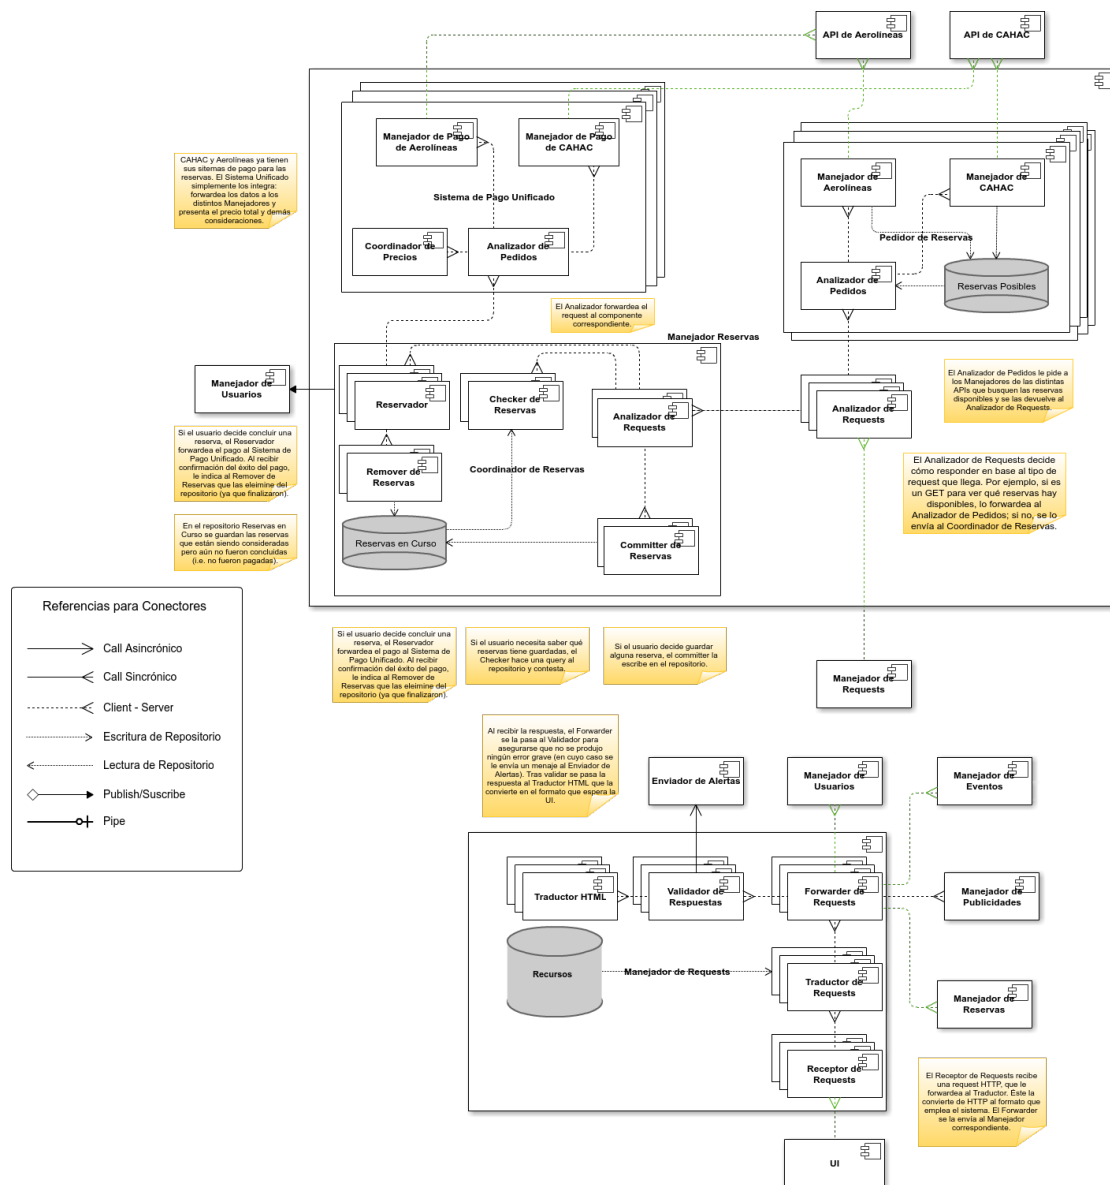 API de Aerolíneas
API de CAHAC
Manejador de Pago
de Aerolíneas
Manejador de Pago
de CAHAC
Sistema de Pago Unificado
Coordinador de
Precios
Analizador de
Pedidos
CAHAC y Aerolíneas ya tienen
sus sitemas de pago para las
reservas. El Sistema Unificado
simplemente los integra:
forwardea los datos a los
distintos Manejadores y
presenta el precio total y demás
consideraciones.
Manejador de
Aerolíneas
Manejador de
CAHAC
Pedidor de Reservas
Analizador de
Pedidos
Reservas Posibles
El Analizador forwardea el
request al componente
correspondiente.
Manejador Reservas
Manejador de
Usuarios
Reservador
Checker de
Reservas
Analizador de
Requests
Analizador de
Requests
El Analizador de Pedidos le pide a
los Manejadores de las distintas
APIs que busquen las reservas
disponibles y se las devuelve al
Analizador de Requests.
Si el usuario decide concluir una
reserva, el Reservador
forwardea el pago al Sistema de
Pago Unificado. Al recibir
confirmación del éxito del pago,
le indica al Remover de
Reservas que las eleimine del
repositorio (ya que finalizaron).
Remover de
Reservas
Coordinador de Reservas
El Analizador de Requests decide
cómo responder en base al tipo de
request que llega. Por ejemplo, si es
un GET para ver qué reservas hay
disponibles, lo forwardea al
Analizador de Pedidos; si no, se lo
envía al Coordinador de Reservas.
En el repositorio Reservas en
Curso se guardan las reservas
que están siendo consideradas
pero aún no fueron concluidas
(i.e. no fueron pagadas).
Reservas en Curso
Committer de
Reservas
Referencias para Conectores
Call Asincrónico
Call Sincrónico
Client - Server
Escritura de Repositorio
Lectura de Repositorio
Publish/Suscribe
Pipe
Si el usuario decide concluir una
reserva, el Reservador
forwardea el pago al Sistema de
Pago Unificado. Al recibir
confirmación del éxito del pago,
le indica al Remover de
Reservas que las eleimine del
repositorio (ya que finalizaron).
Si el usuario necesita saber qué
reservas tiene guardadas, el
Checker hace una query al
repositorio y contesta.
Si el usuario decide guardar
alguna reserva, el committer la
escribe en el repositorio.
Manejador de
Requests
Al recibir la respuesta, el Forwarder
se la pasa al Validador para
asegurarse que no se produjo
ningún error grave (en cuyo caso se
le envía un menaje al Enviador de
Alertas). Tras validar se pasa la
respuesta al Traductor HTML que la
convierte en el formato que espera la
UI.
Enviador de Alertas
Manejador de
Usuarios
Manejador de
Eventos
Traductor HTML
Validador de
Respuestas
Forwarder de
Requests
Manejador de
Publicidades
Recursos
Manejador de Requests
Traductor de
Requests
Manejador de
Reservas
Receptor de
Requests
El Receptor de Requests recibe
una request HTTP, que le
forwardea al Traductor. Éste la
convierte de HTTP al formato que
emplea el sistema. El Forwarder
se la envía al Manejador
correspondiente.
UI